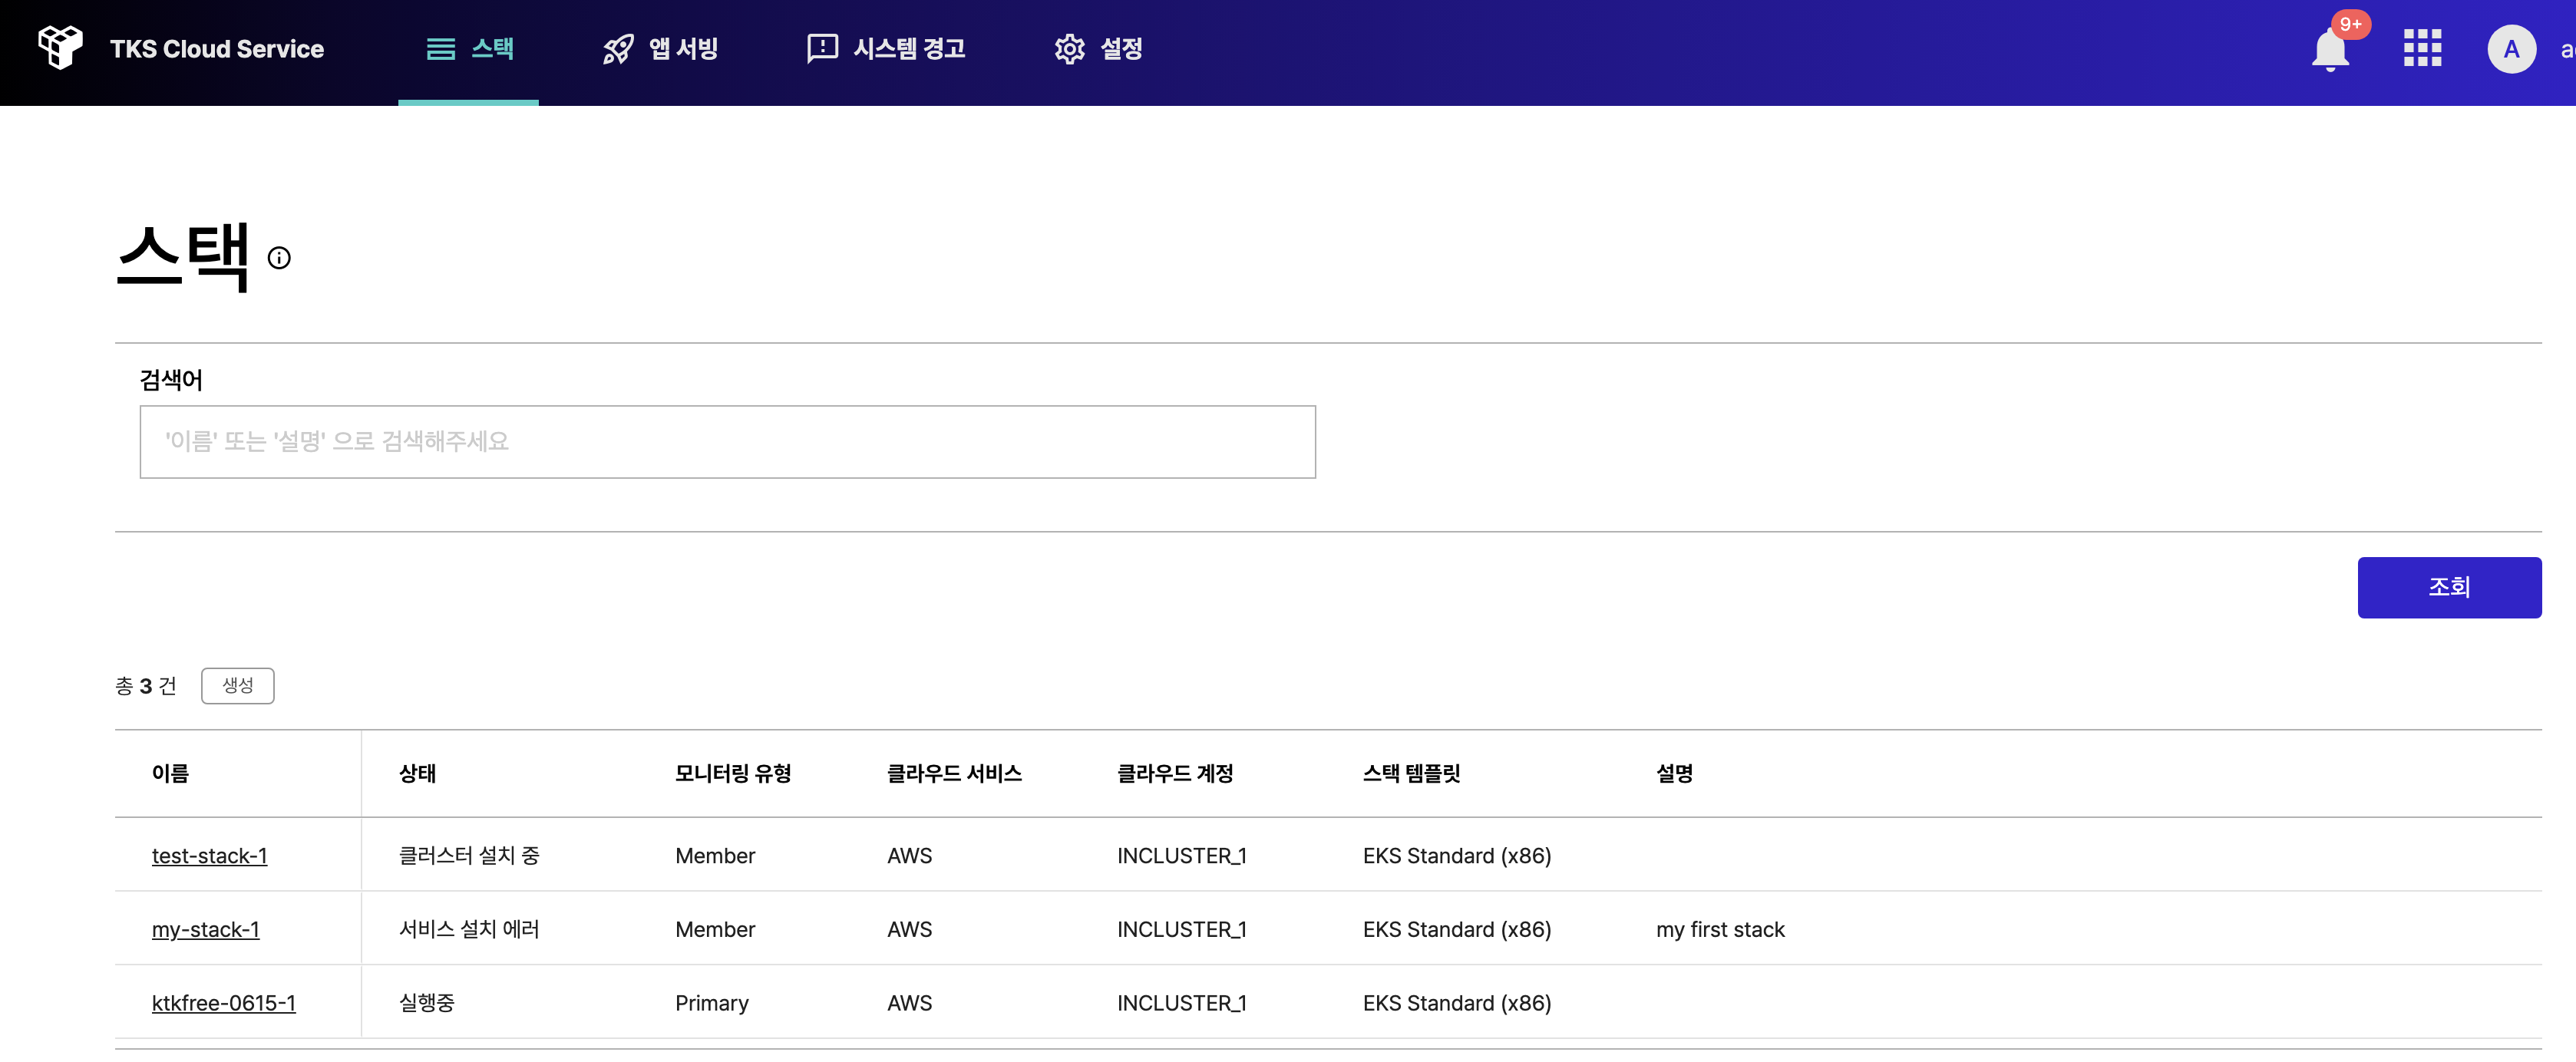 TKS Cloud Service 스택 앱 서빙 시스템 경고 설정 9+ A
스택
검색어
'이름' 또는 '설명' 으로 검색해주세요
조회
총 3 건 생성
이름 상태 모니터링 유형 클라우드 서비스 클라우드 계정 스택 템플릿 설명
test-stack-1 클러스터 설치 중 Member AWS INCLUSTER_1 EKS Standard (x86)
my-stack-1 서비스 설치 에러 Member AWS INCLUSTER_1 EKS Standard (x86) my first stack
ktkfree-0615-1 실행중 Primary AWS INCLUSTER_1 EKS Standard (x86)